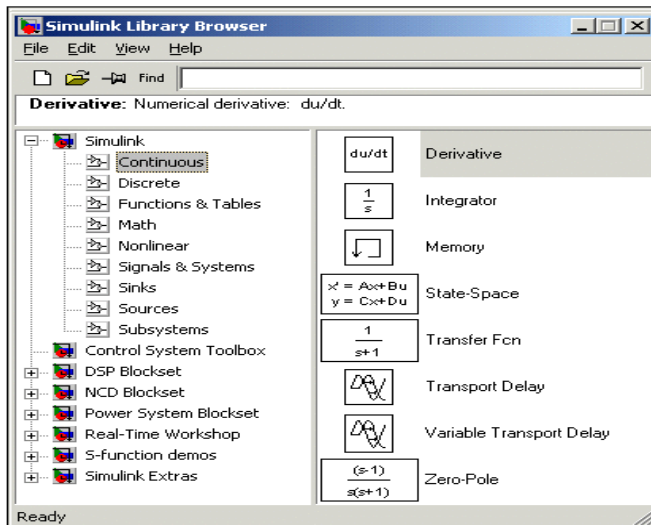 Simulink Library Browser
File Edit View Help
Find
Derivative: Numerical derivative: du/dt.
Simulink
Continuous
Discrete
Functions & Tables
Math
Nonlinear
Signals & Systems
Sinks
Sources
Subsystems
Control System Toolbox
DSP Blockset
NCD Blockset
Power System Blockset
Real-Time Workshop
S-function demos
Simulink Extras
du/dt Derivative
1
s
Integrator
Memory
x' = Ax+Bu
y = Cx+Du
State-Space
1
s+1
Transfer Fcn
Transport Delay
Variable Transport Delay
(s-1)
s(s+1)
Zero-Pole
Ready